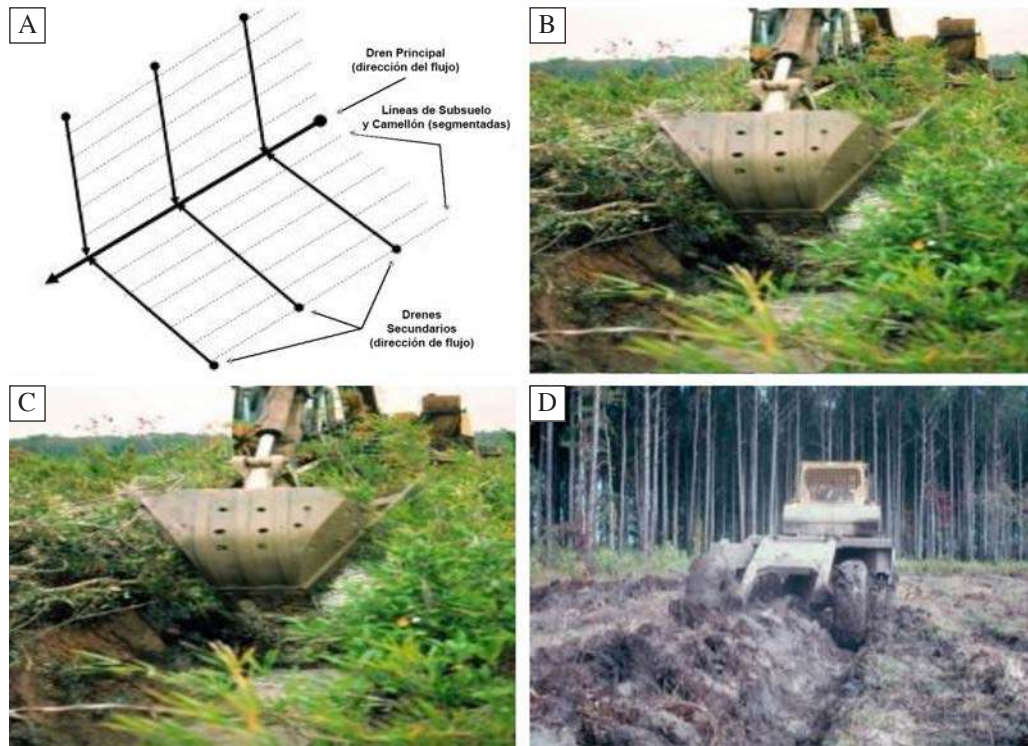 A
Dren Principal
(dirección del flujo)
Líneas de Subsuelo
y Camellón (segmentadas)
Drenes
Secundarios
(dirección de flujo)
B
C
D